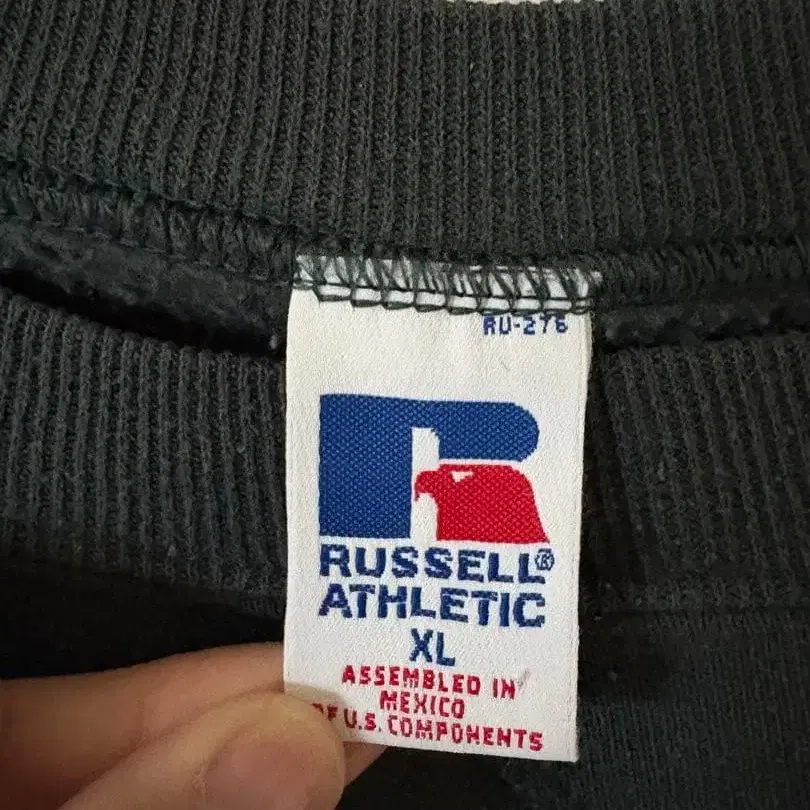 RU-276
RUSSELL®
ATHLETIC
XL
ASSEMBLED IN
MEXICO
OF U.S. COMPONENTS